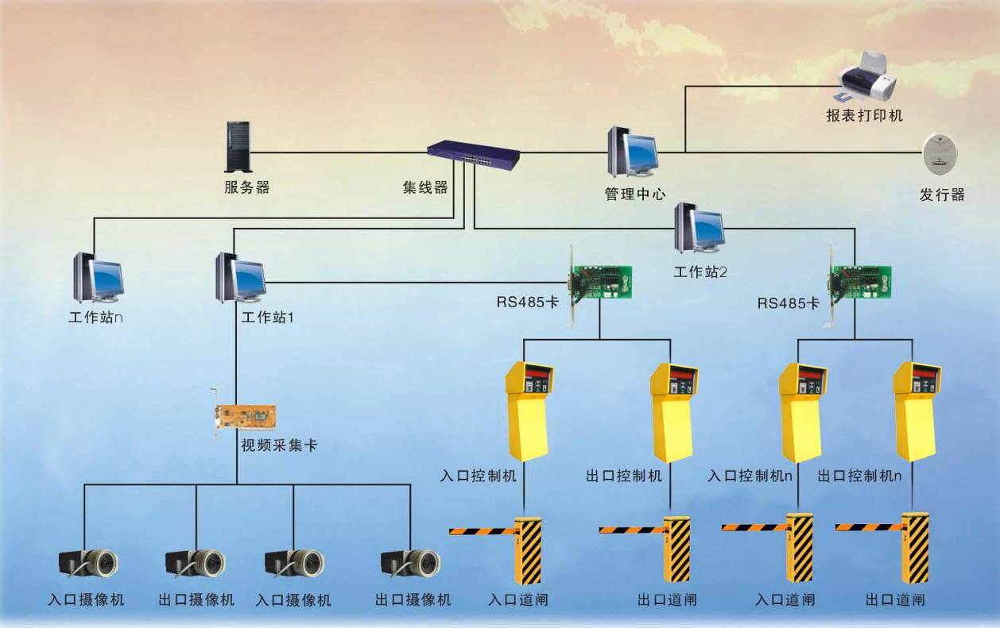 报表打印机
服务器
集线器
管理中心
发行器
工作站2
RS485卡
RS485卡
工作站n
工作站1
视频采集卡
入口控制机
出口控制机
入口控制机n
出口控制机n
入口摄像机
出口摄像机
入口摄像机
出口摄像机
入口道闸
出口道闸
入口道闸
出口道闸